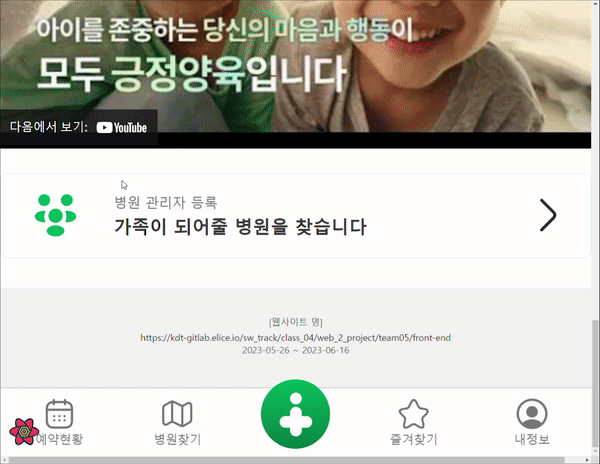 아이를 존중하는 당신의 마음과 행동이
모두 긍정양육입니다
다음에서 보기: YouTube
병원 관리자 등록
가족이 되어줄 병원을 찾습니다
[웹사이트 명]
https://kdt-gitlab.elice.io/sw_track/class_04/web_2_project/team05/front-end
2023-05-26 ~ 2023-06-16
예약현황
병원찾기
즐겨찾기
내정보